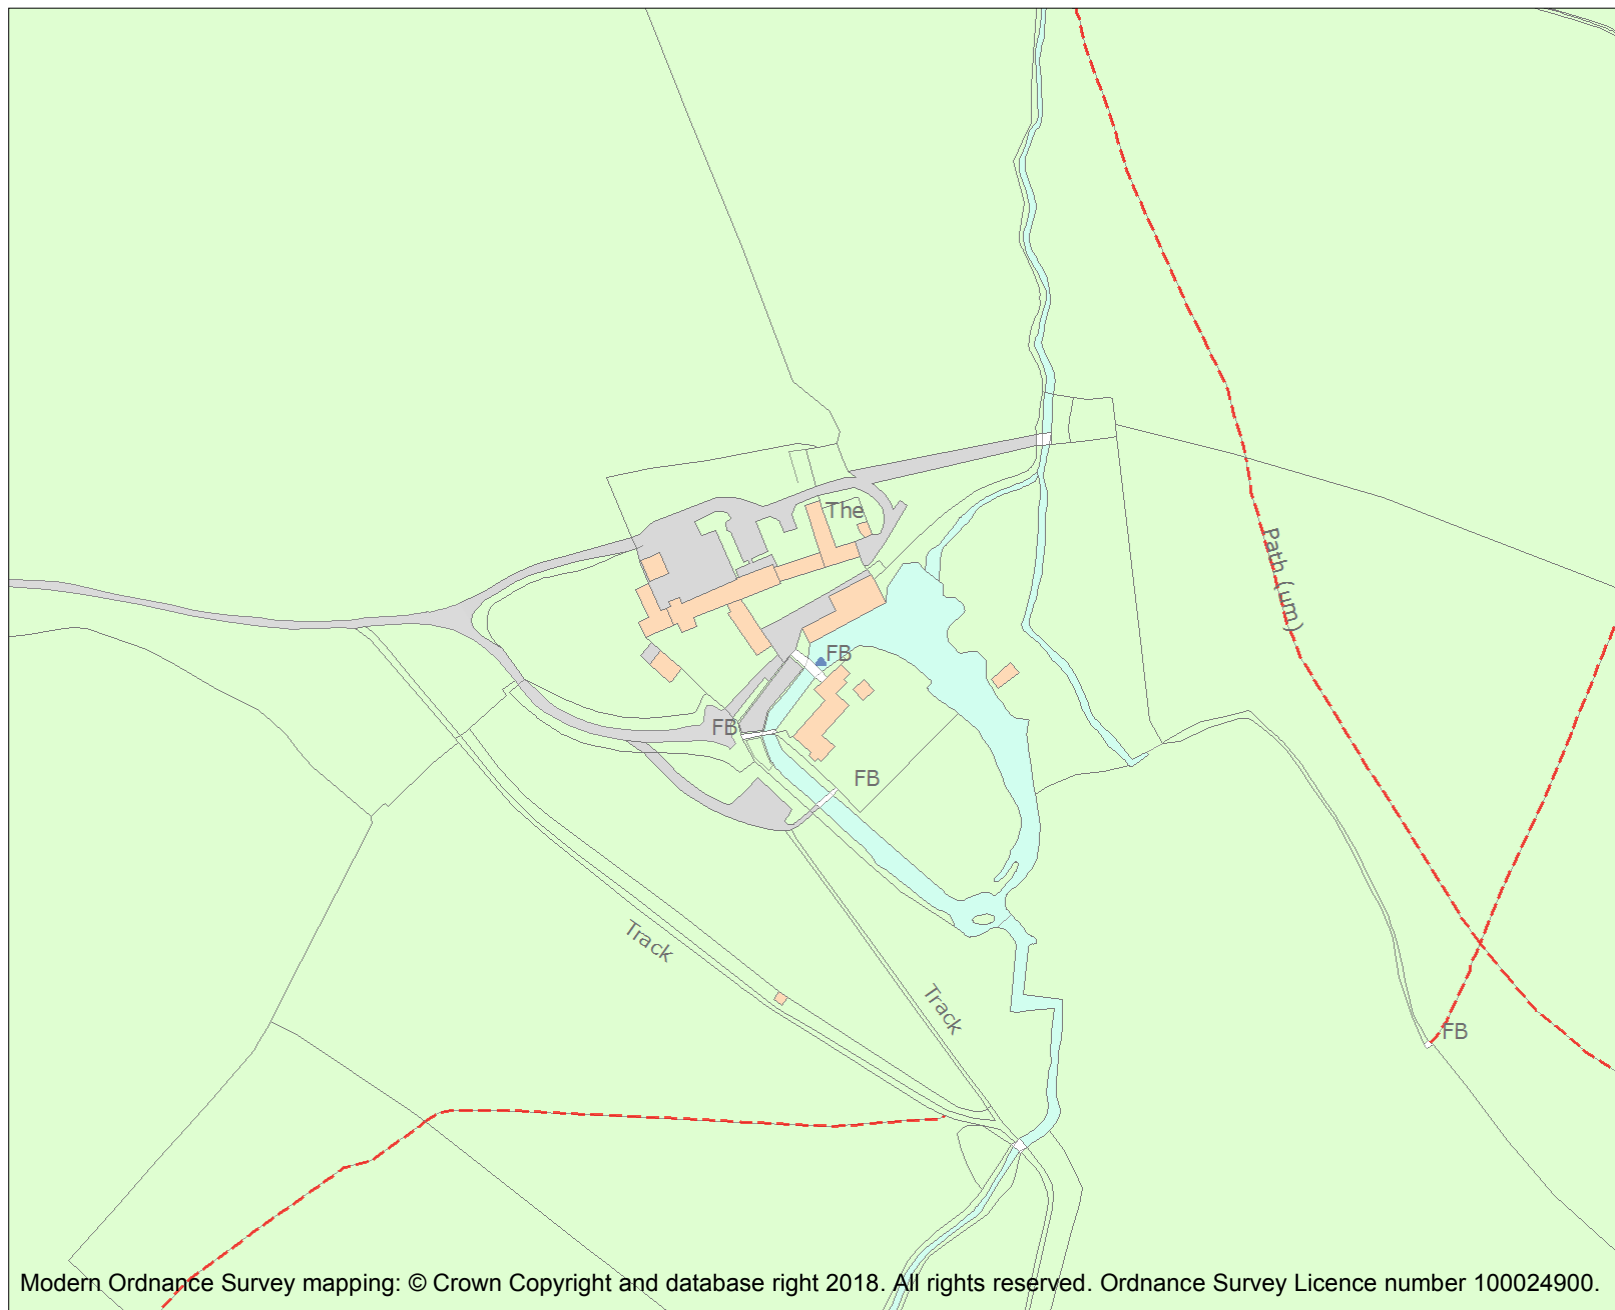 The
Path (um)
FB
FB
FB
Track
Track
FB
Modern Ordnance Survey mapping: © Crown Copyright and database right 2018. All rights reserved. Ordnance Survey Licence number 100024900.